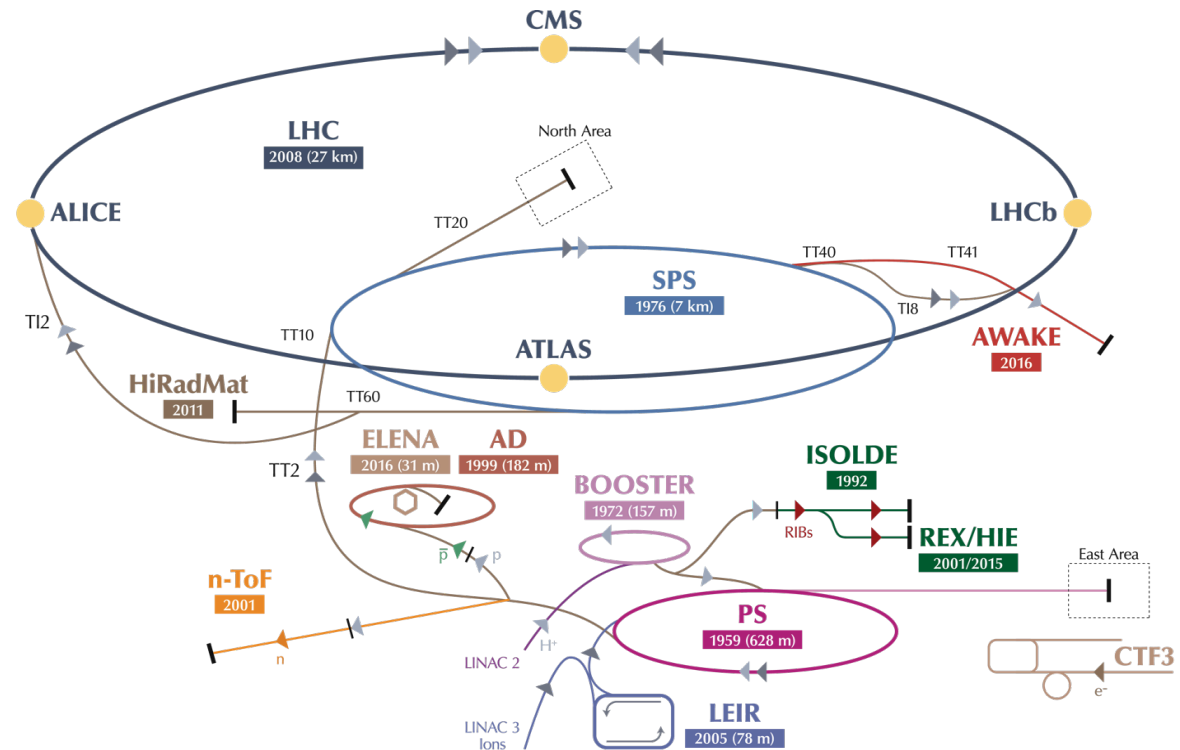 CMS
LHC
2008 (27 km)
North Area
ALICE
LHCb
TT20
TT40
TT41
SPS
1976 (7 km)
TI8
TI2
TT10
ATLAS
AWAKE
2016
HiRadMat
2011
TT60
ELENA
2016 (31 m)
AD
1999 (182 m)
TT2
ISOLDE
1992
BOOSTER
1972 (157 m)
RIBs
REX/HIE
2001/2015
p̅
p
East Area
n-ToF
2001
n
PS
1959 (628 m)
H⁺
LINAC 2
CTF3
e⁻
LEIR
2005 (78 m)
LINAC 3
Ions